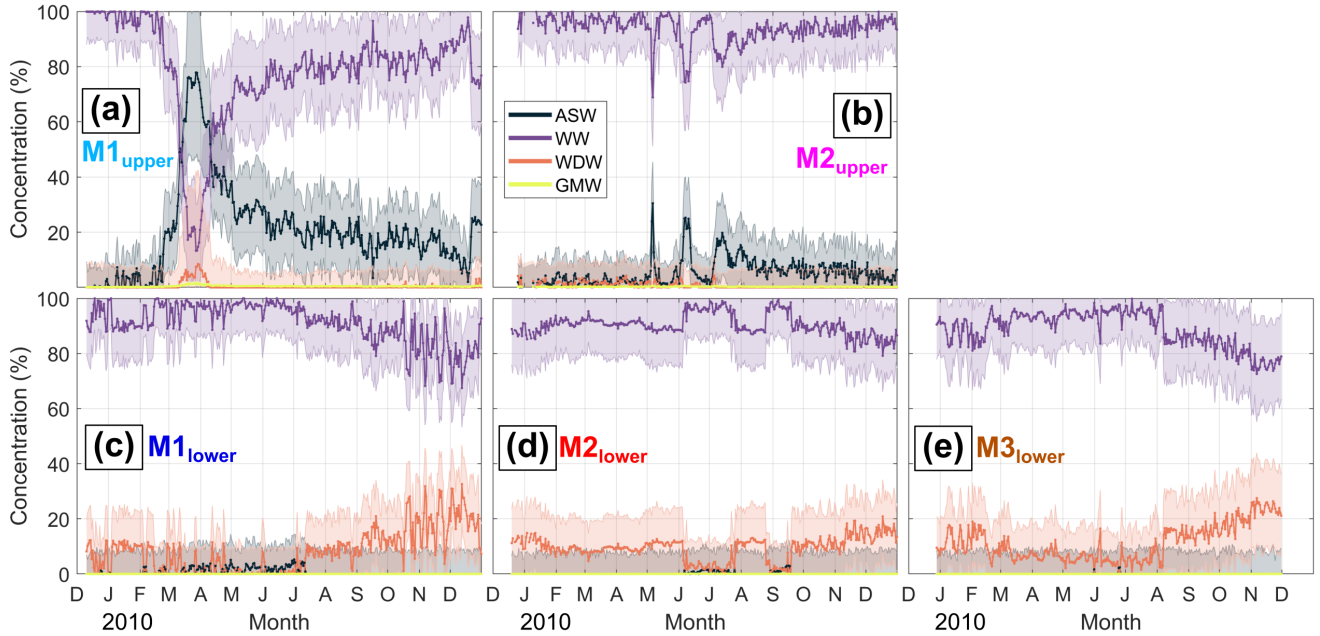 100
80
60
40
20
Concentration (%)
(a)
M1upper
ASW
WW
WDW
GMW
(b)
M2upper
100
80
60
40
20
0
Concentration (%)
(c) M1lower
(d) M2lower
(e) M3lower
D J F M A M J J A S O N D D J F M A M J J A S O N D D J F M A M J J A S O N D
2010 Month 2010 Month 2010 Month